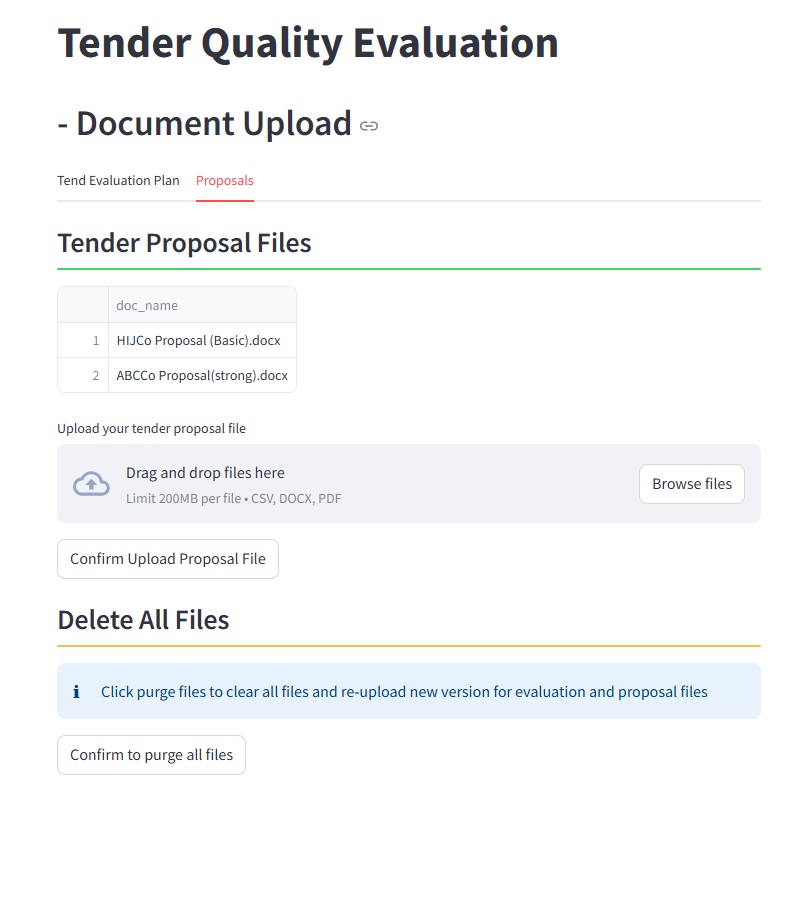 Tender Quality Evaluation
- Document Upload
Tend Evaluation Plan Proposals
Tender Proposal Files
doc_name
1 HIJCo Proposal (Basic).docx
2 ABCCo Proposal(strong).docx
Upload your tender proposal file
Drag and drop files here
Limit 200MB per file • CSV, DOCX, PDF
Browse files
Confirm Upload Proposal File
Delete All Files
Click purge files to clear all files and re-upload new version for evaluation and proposal files
Confirm to purge all files